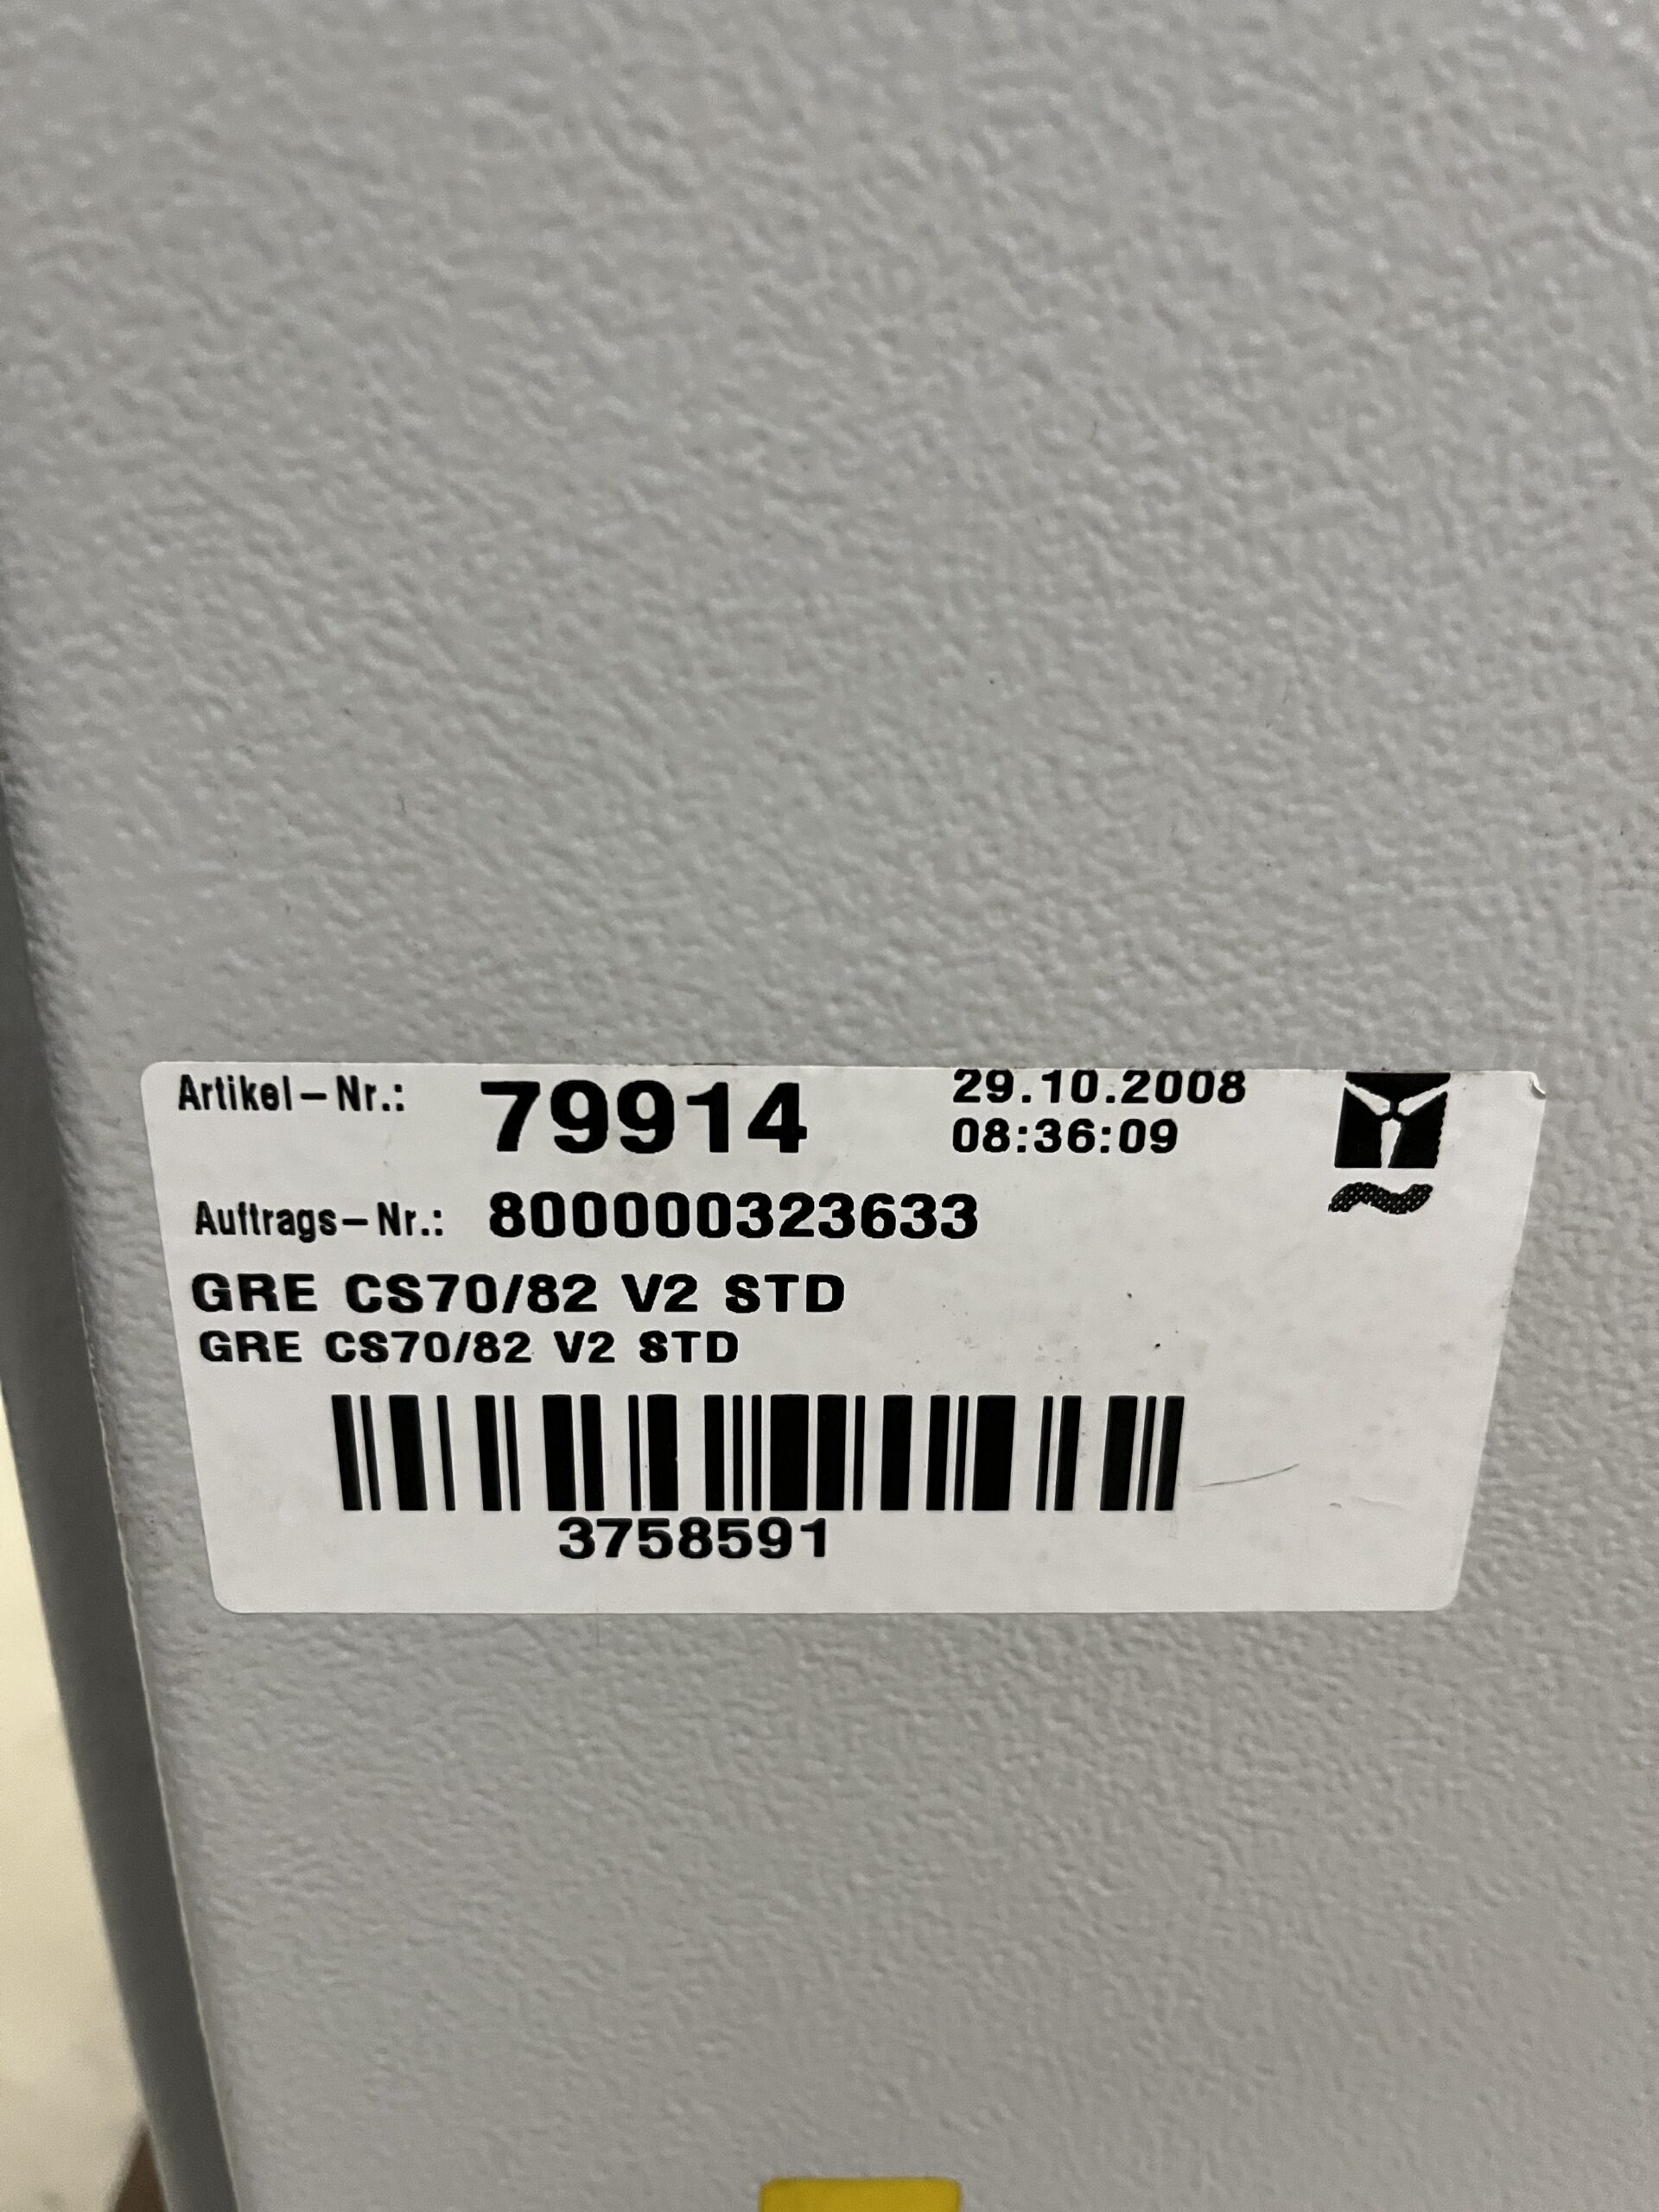 Artikel-Nr.: 79914 29.10.2008
08:36:09
Auftrags-Nr.: 800000323633
GRE CS70/82 V2 STD
GRE CS70/82 V2 STD
3758591